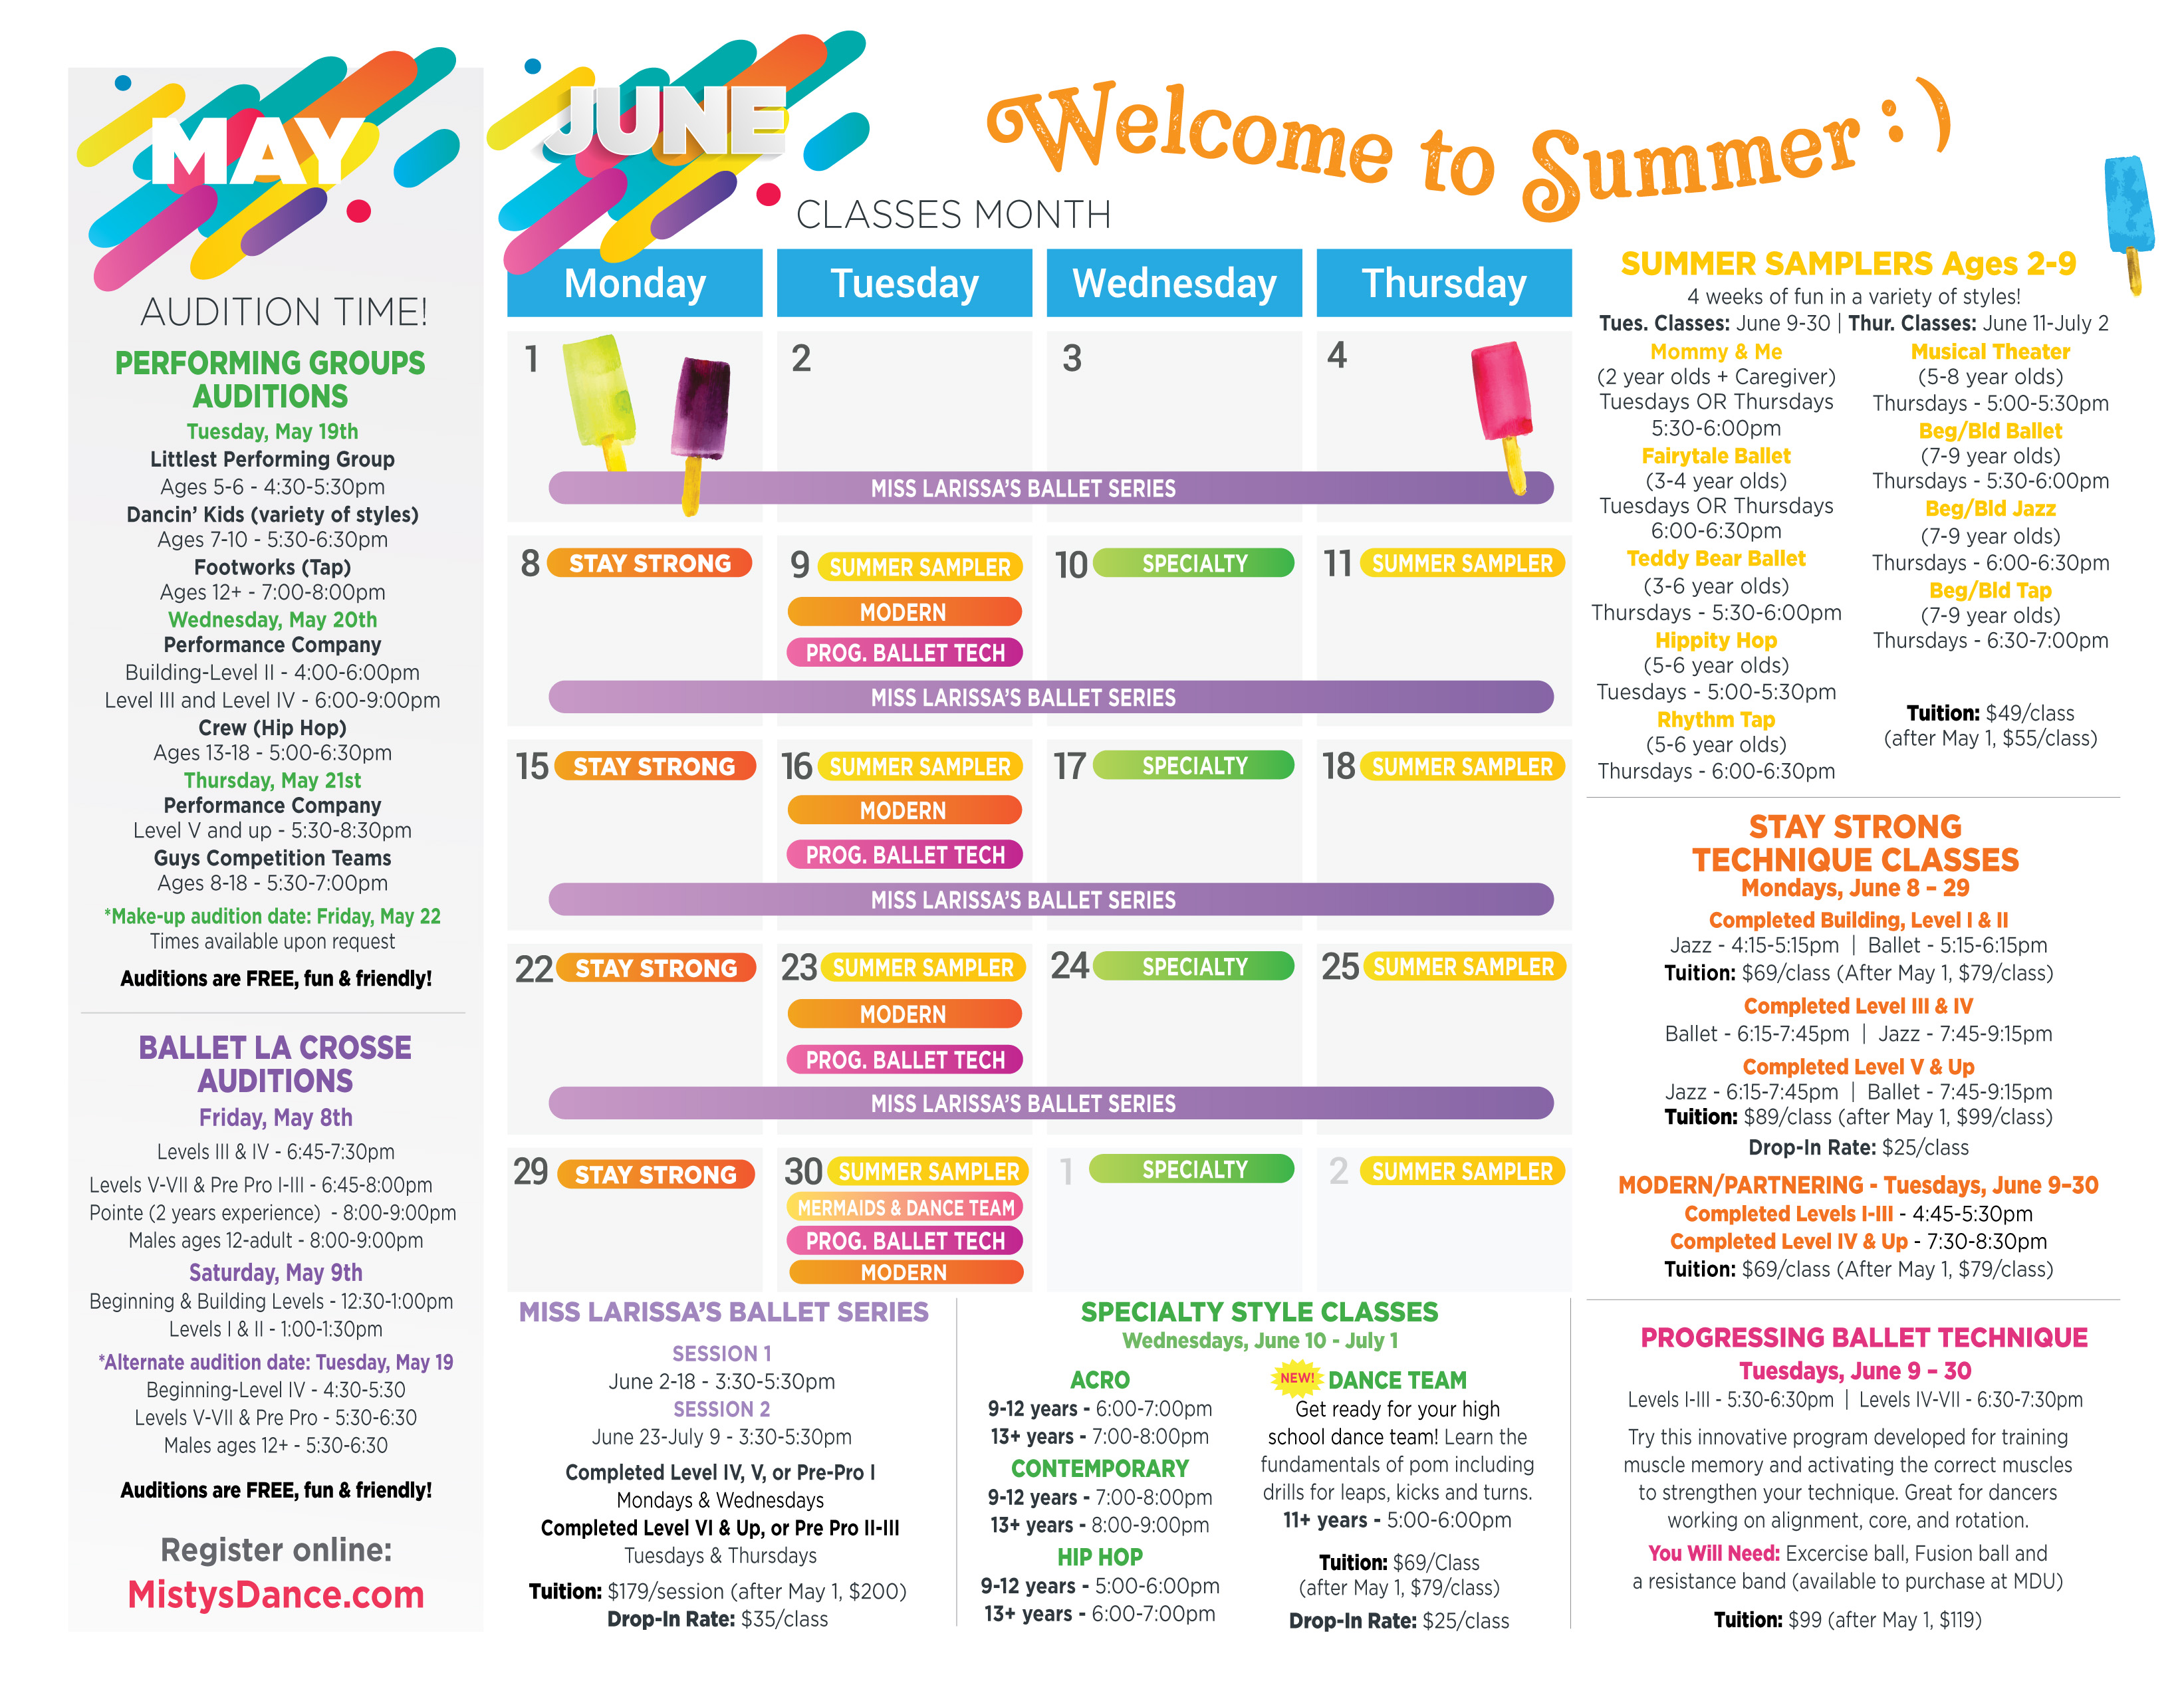 MAY
AUDITION TIME!
PERFORMING GROUPS
AUDITIONS
Tuesday, May 19th
Littlest Performing Group
Ages 5-6 - 4:30-5:30pm
Dancin' Kids (variety of styles)
Ages 7-10 - 5:30-6:30pm
Footworks (Tap)
Ages 12+ - 7:00-8:00pm
Wednesday, May 20th
Performance Company
Building-Level II - 4:00-6:00pm
Level III and Level IV - 6:00-9:00pm
Crew (Hip Hop)
Ages 13-18 - 5:00-6:30pm
Thursday, May 21st
Performance Company
Level V and up - 5:30-8:30pm
Guys Competition Teams
Ages 8-18 - 5:30-7:00pm
*Make-up audition date: Friday, May 22
Times available upon request
Auditions are FREE, fun & friendly!
BALLET LA CROSSE
AUDITIONS
Friday, May 8th
Levels III & IV - 6:45-7:30pm
Levels V-VII & Pre Pro I-III - 6:45-8:00pm
Pointe (2 years experience) - 8:00-9:00pm
Males ages 12-adult - 8:00-9:00pm
Saturday, May 9th
Beginning & Building Levels - 12:30-1:00pm
Levels I & II - 1:00-1:30pm
*Alternate audition date: Tuesday, May 19
Beginning-Level IV - 4:30-5:30
Levels V-VII & Pre Pro - 5:30-6:30
Males ages 12+ - 5:30-6:30
Auditions are FREE, fun & friendly!
Register online:
MistysDance.com
JUNE
CLASSES MONTH
Welcome to Summer :)
Monday Tuesday Wednesday Thursday
1 2 3 4
MISS LARISSA'S BALLET SERIES
8 STAY STRONG 9 SUMMER SAMPLER 10 SPECIALTY 11 SUMMER SAMPLER
MODERN
PROG. BALLET TECH
MISS LARISSA'S BALLET SERIES
15 STAY STRONG 16 SUMMER SAMPLER 17 SPECIALTY 18 SUMMER SAMPLER
MODERN
PROG. BALLET TECH
MISS LARISSA'S BALLET SERIES
22 STAY STRONG 23 SUMMER SAMPLER 24 SPECIALTY 25 SUMMER SAMPLER
MODERN
PROG. BALLET TECH
MISS LARISSA'S BALLET SERIES
29 STAY STRONG 30 SUMMER SAMPLER 1 SPECIALTY 2 SUMMER SAMPLER
MERMAIDS & DANCE TEAM
PROG. BALLET TECH
MODERN
MISS LARISSA'S BALLET SERIES
SESSION 1
June 2-18 - 3:30-5:30pm
SESSION 2
June 23-July 9 - 3:30-5:30pm
Completed Level IV, V, or Pre-Pro I
Mondays & Wednesdays
Completed Level VI & Up, or Pre Pro II-III
Tuesdays & Thursdays
Tuition: $179/session (after May 1, $200)
Drop-In Rate: $35/class
SPECIALTY STYLE CLASSES
Wednesdays, June 10 - July 1
ACRO
9-12 years - 6:00-7:00pm
13+ years - 7:00-8:00pm
CONTEMPORARY
9-12 years - 7:00-8:00pm
13+ years - 8:00-9:00pm
HIP HOP
9-12 years - 5:00-6:00pm
13+ years - 6:00-7:00pm
NEW! DANCE TEAM
Get ready for your high
school dance team! Learn the
fundamentals of pom including
drills for leaps, kicks and turns.
11+ years - 5:00-6:00pm
Tuition: $69/Class
(after May 1, $79/class)
Drop-In Rate: $25/class
SUMMER SAMPLERS Ages 2-9
4 weeks of fun in a variety of styles!
Tues. Classes: June 9-30 | Thur. Classes: June 11-July 2
Mommy & Me
(2 year olds + Caregiver)
Tuesdays OR Thursdays
5:30-6:00pm
Fairytale Ballet
(3-4 year olds)
Tuesdays OR Thursdays
6:00-6:30pm
Teddy Bear Ballet
(3-6 year olds)
Thursdays - 5:30-6:00pm
Hippity Hop
(5-6 year olds)
Tuesdays - 5:00-5:30pm
Rhythm Tap
(5-6 year olds)
Thursdays - 6:00-6:30pm
Musical Theater
(5-8 year olds)
Thursdays - 5:00-5:30pm
Beg/Bld Ballet
(7-9 year olds)
Thursdays - 5:30-6:00pm
Beg/Bld Jazz
(7-9 year olds)
Thursdays - 6:00-6:30pm
Beg/Bld Tap
(7-9 year olds)
Thursdays - 6:30-7:00pm
Tuition: $49/class
(after May 1, $55/class)
STAY STRONG
TECHNIQUE CLASSES
Mondays, June 8 – 29
Completed Building, Level I & II
Jazz - 4:15-5:15pm | Ballet - 5:15-6:15pm
Tuition: $69/class (After May 1, $79/class)
Completed Level III & IV
Ballet - 6:15-7:45pm | Jazz - 7:45-9:15pm
Completed Level V & Up
Jazz - 6:15-7:45pm | Ballet - 7:45-9:15pm
Tuition: $89/class (after May 1, $99/class)
Drop-In Rate: $25/class
MODERN/PARTNERING - Tuesdays, June 9–30
Completed Levels I-III - 4:45-5:30pm
Completed Level IV & Up - 7:30-8:30pm
Tuition: $69/class (After May 1, $79/class)
PROGRESSING BALLET TECHNIQUE
Tuesdays, June 9 – 30
Levels I-III - 5:30-6:30pm | Levels IV-VII - 6:30-7:30pm
Try this innovative program developed for training
muscle memory and activating the correct muscles
to strengthen your technique. Great for dancers
working on alignment, core, and rotation.
You Will Need: Excercise ball, Fusion ball and
a resistance band (available to purchase at MDU)
Tuition: $99 (after May 1, $119)